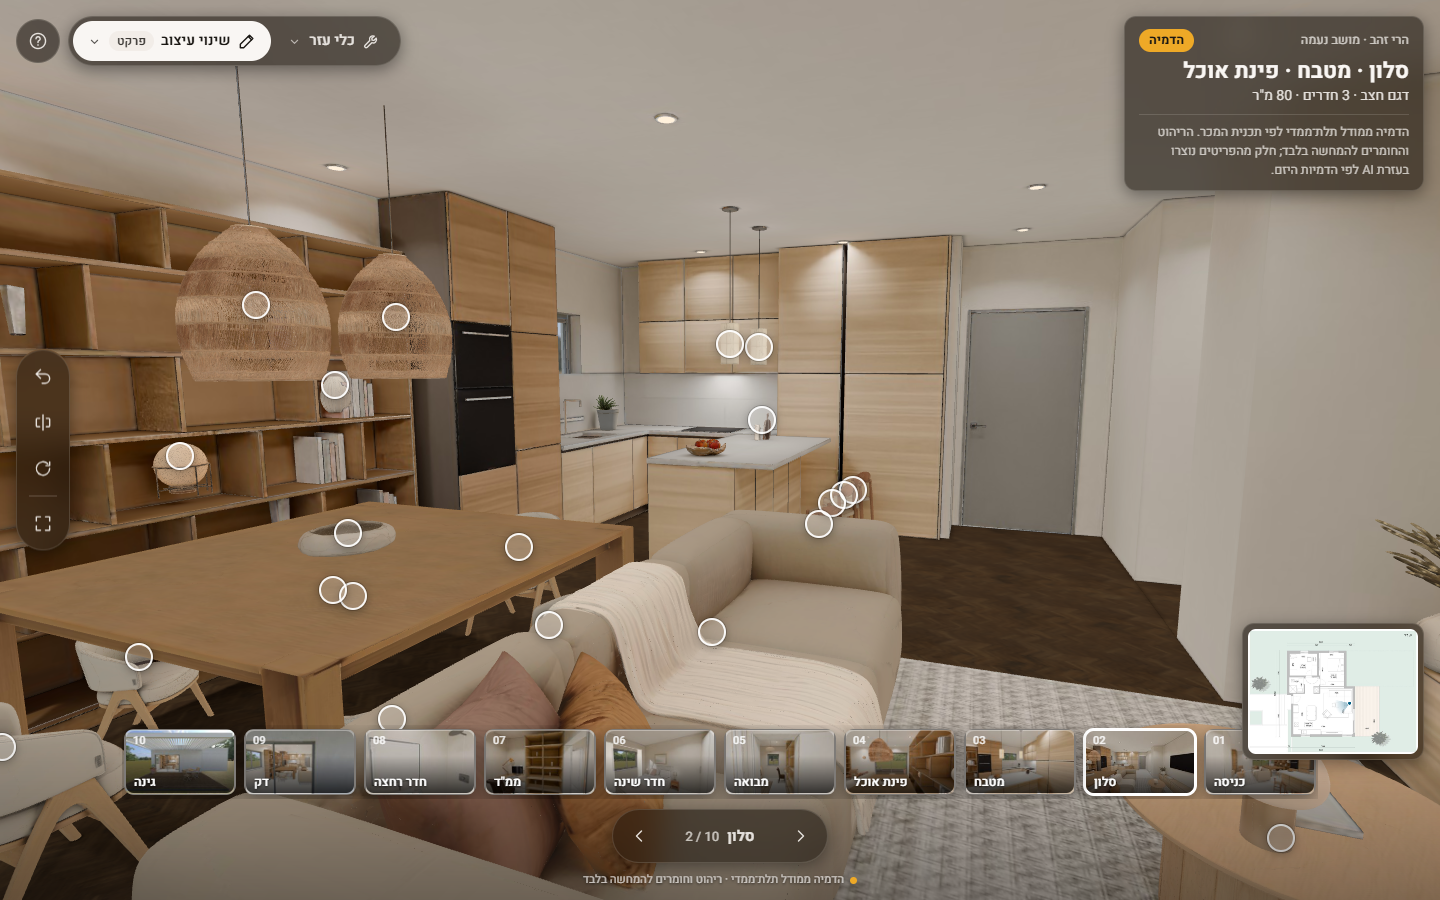 שינוי עיצוב
פרקט
כלי עזר
הרי זהב · מושב נעמה
הדמיה
סלון · מטבח · פינת אוכל
דגם חצב · 3 חדרים · 80 מ"ר
הדמיה ממודל תלת־ממדי לפי תכנית המכר. הריהוט
והחומרים להמחשה בלבד; חלק מהפריטים נוצרו
בעזרת AI לפי הדמיות היזם.
01
כניסה
02
סלון
03
מטבח
04
פינת אוכל
05
מבואה
06
חדר שינה
07
ממ"ד
08
חדר רחצה
09
דק
10
גינה
סלון 2 / 10
הדמיה ממודל תלת־ממדי · ריהוט וחומרים להמחשה בלבד